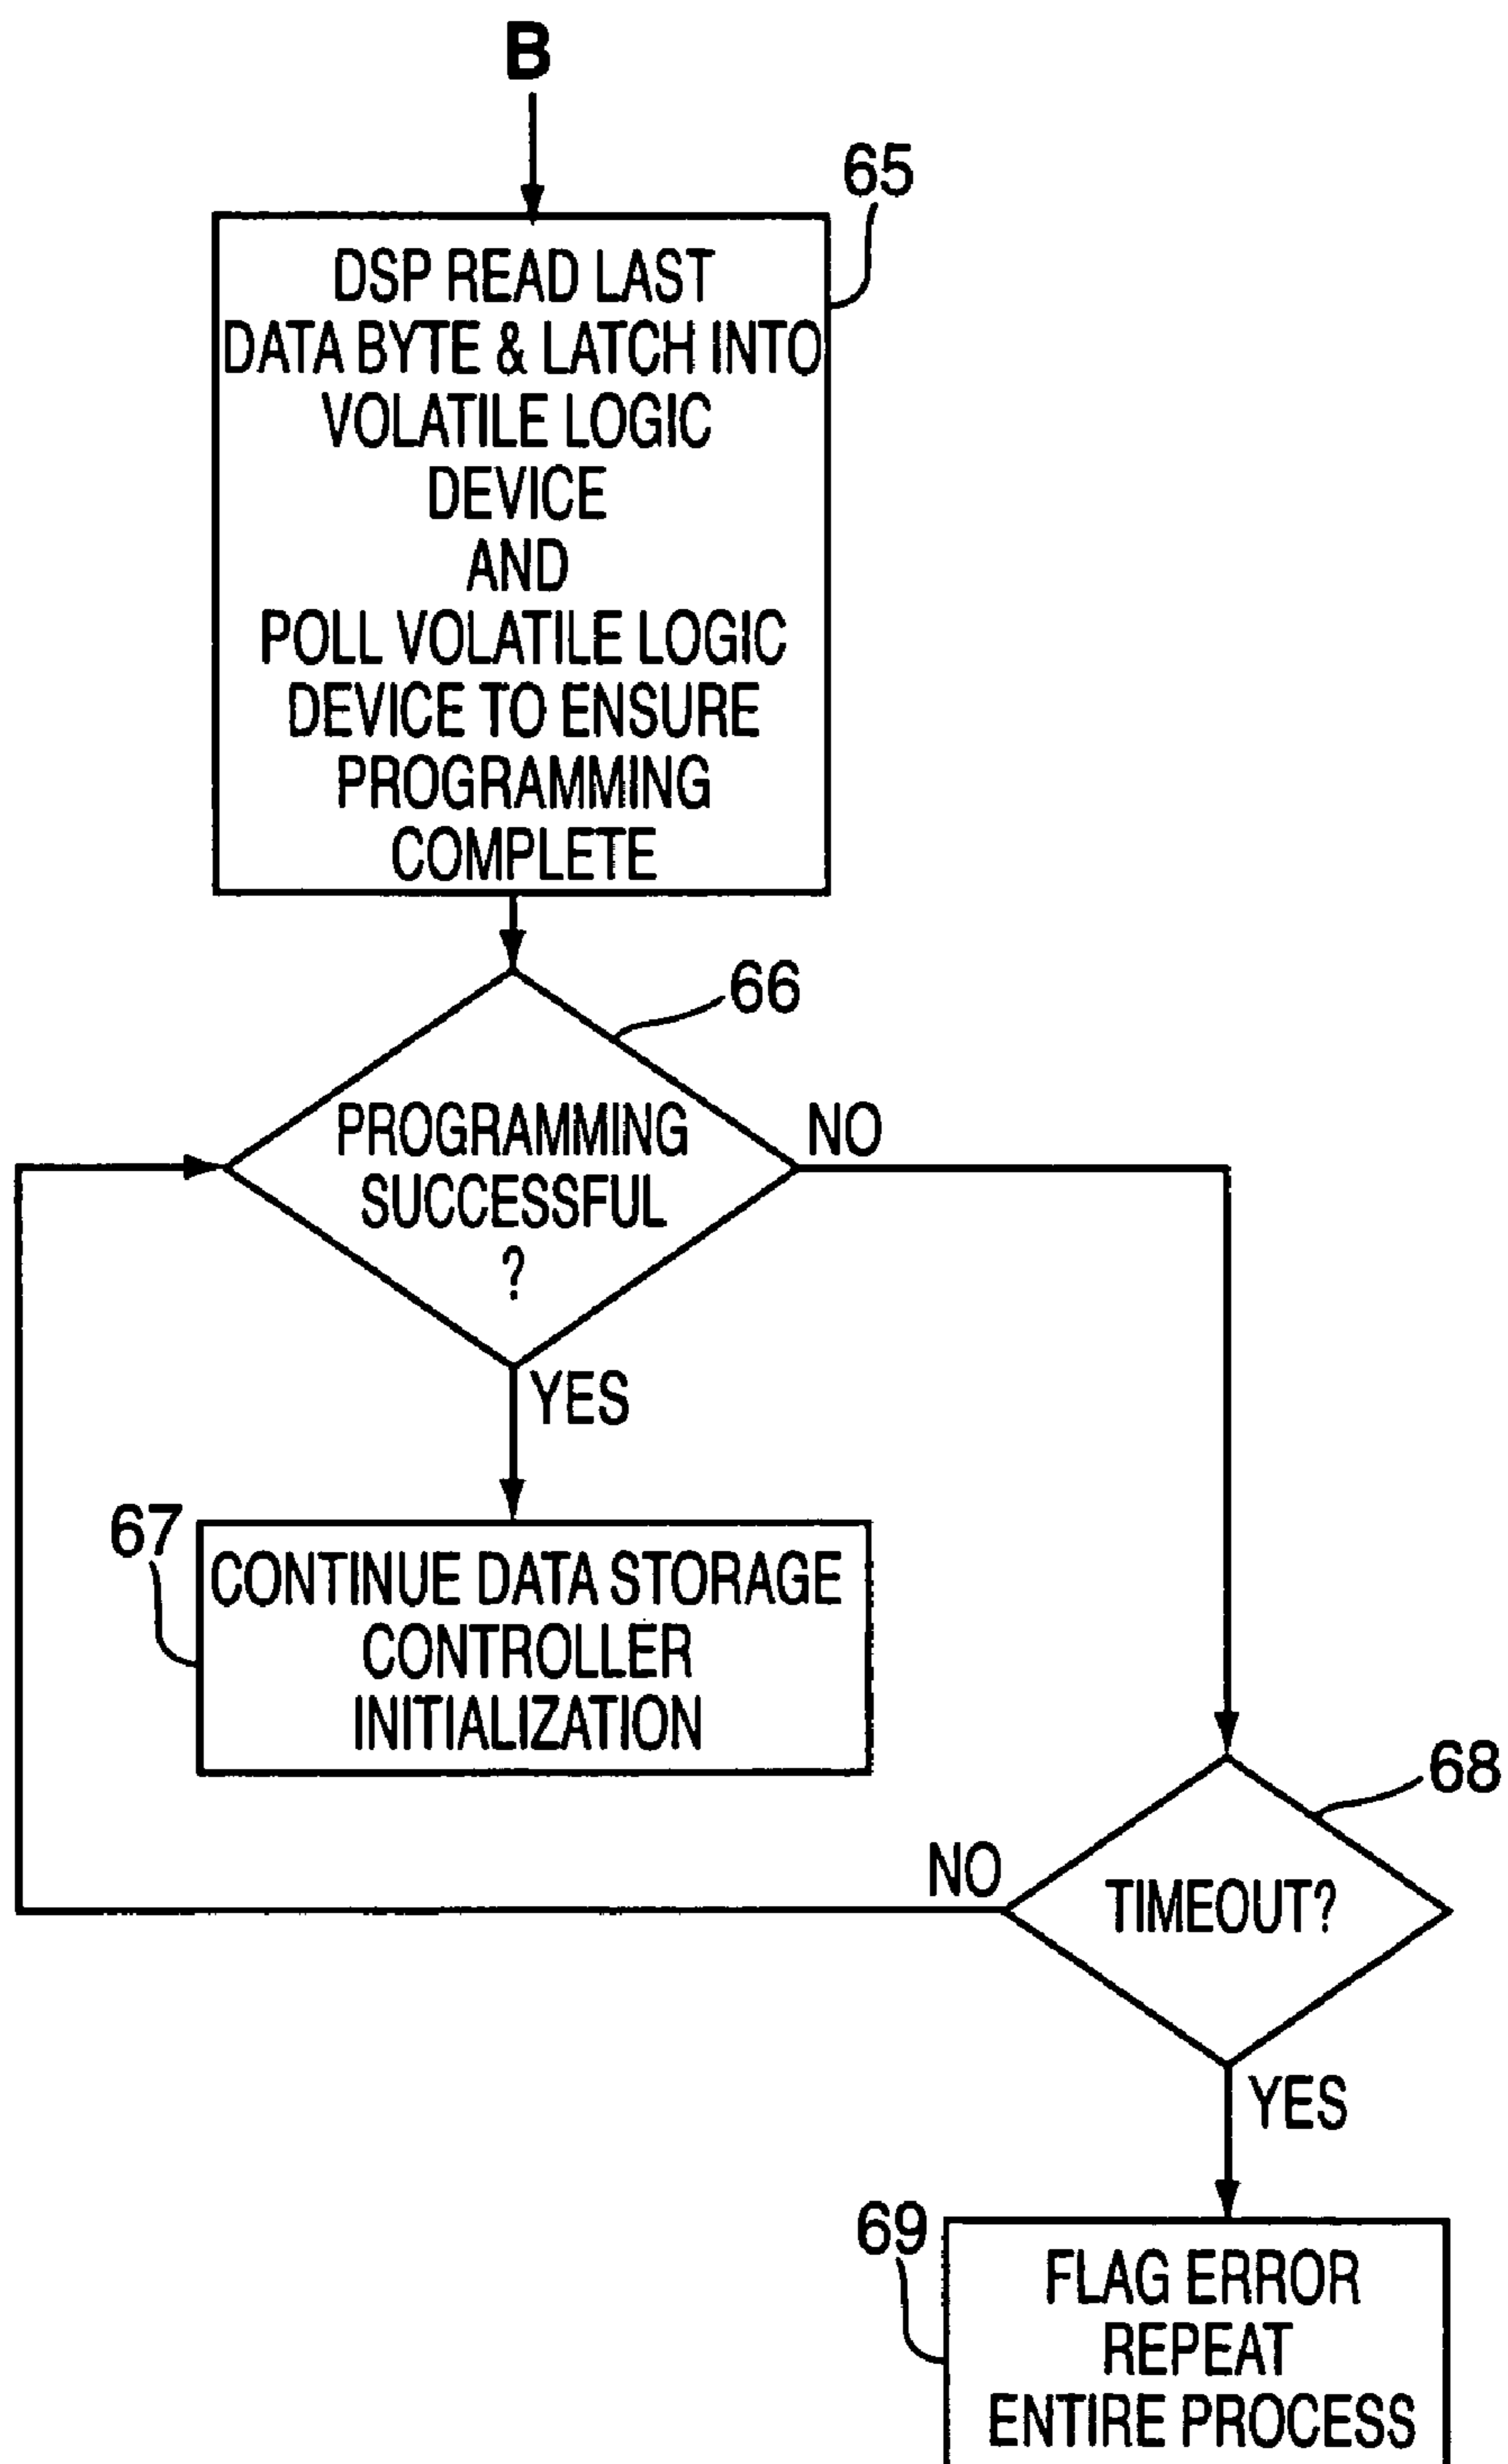 B
65
DSP READ LAST
DATA BYTE & LATCH INTO
VOLATILE LOGIC
DEVICE
AND
POLL VOLATILE LOGIC
DEVICE TO ENSURE
PROGRAMMING
COMPLETE
66
PROGRAMMING
SUCCESSFUL
?
NO
YES
67
CONTINUE DATA STORAGE
CONTROLLER
INITIALIZATION
68
TIMEOUT?
NO
YES
69
FLAG ERROR
REPEAT
ENTIRE PROCESS